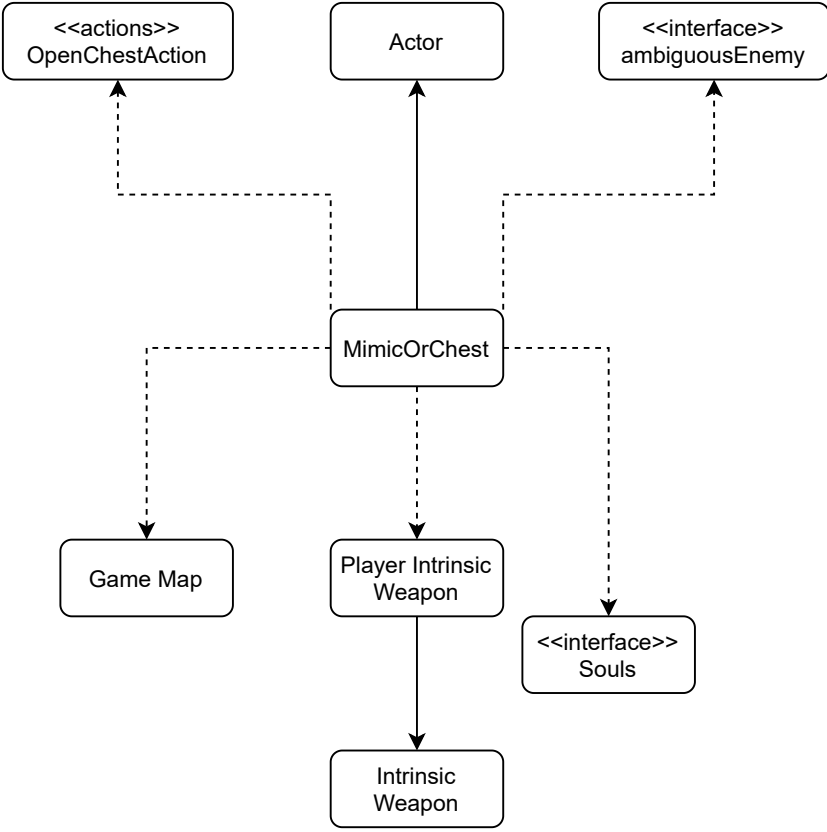 <<actions>>
OpenChestAction
Actor
<<interface>>
ambiguousEnemy
MimicOrChest
Game Map
Player Intrinsic
Weapon
<<interface>>
Souls
Intrinsic
Weapon